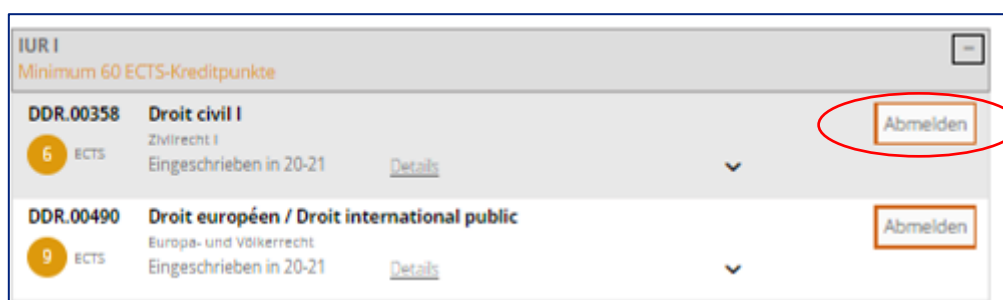 IUR I
Minimum 60 ECTS-Kreditpunkte
DDR.00358 Droit civil I Abmelden
Zivilrecht I
6 ECTS
Eingeschrieben in 20-21 Details
DDR.00490 Droit européen / Droit international public Abmelden
Europa- und Völkerrecht
9 ECTS
Eingeschrieben in 20-21 Details